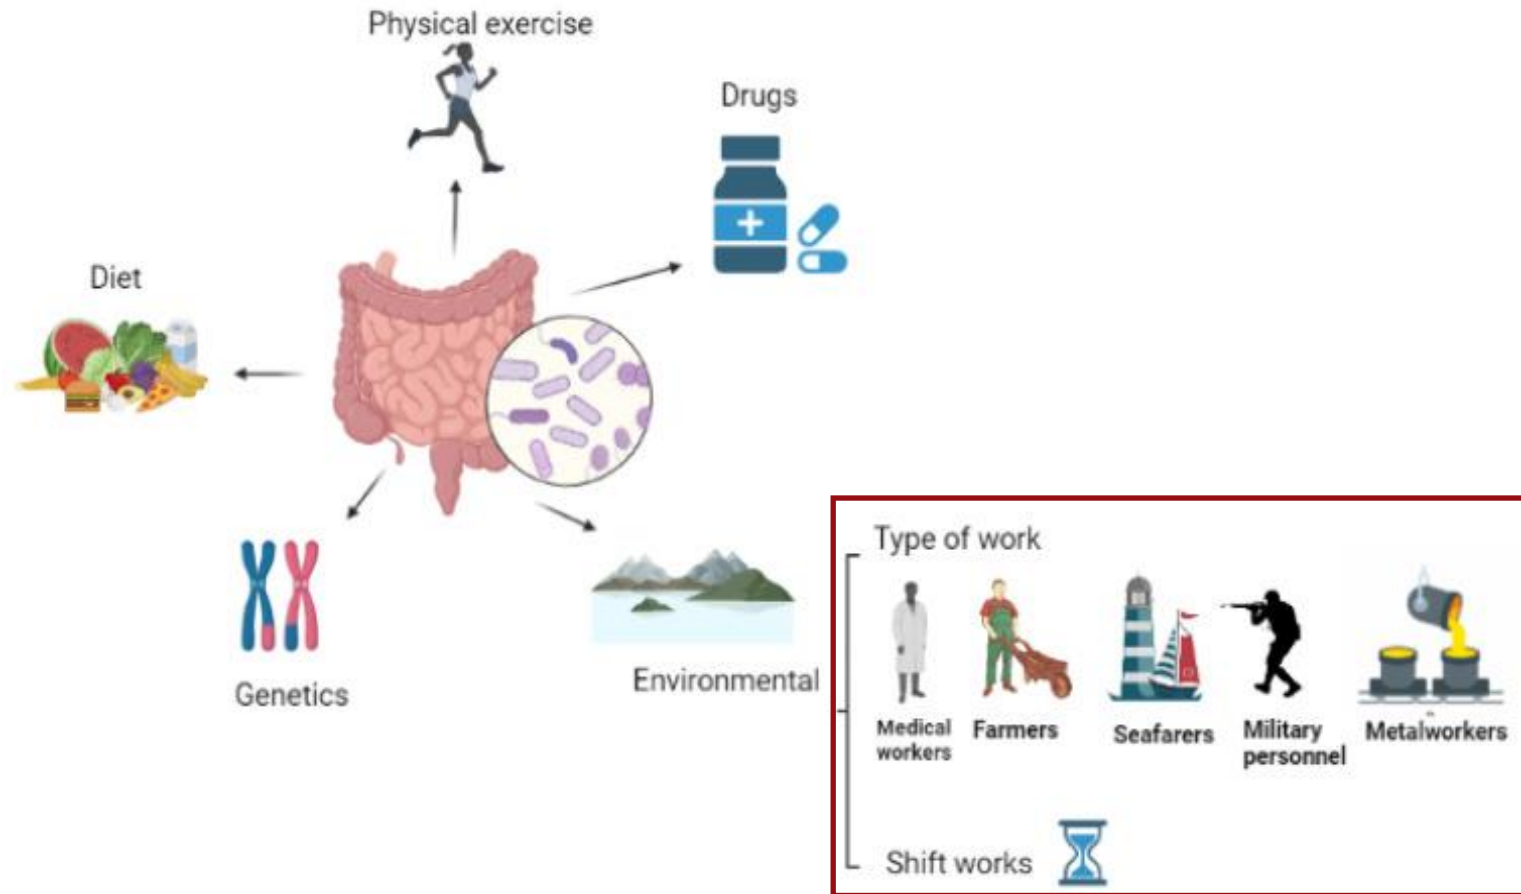 Physical exercise
Drugs
Diet
Genetics
Environmental
Type of work
Medical
workers
Farmers
Seafarers
Military
personnel
Metalworkers
Shift works